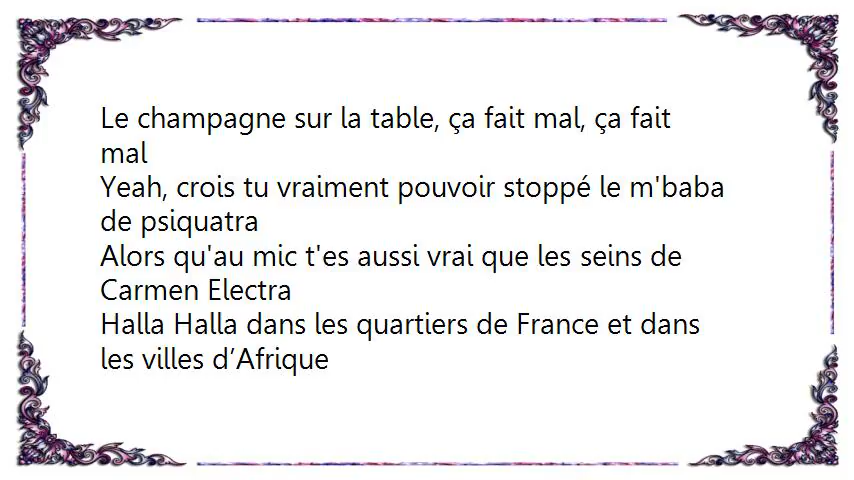 Le champagne sur la table, ça fait mal, ça fait
mal
Yeah, crois tu vraiment pouvoir stoppé le m'baba
de psiquatra
Alors qu'au mic t'es aussi vrai que les seins de
Carmen Electra
Halla Halla dans les quartiers de France et dans
les villes d’Afrique